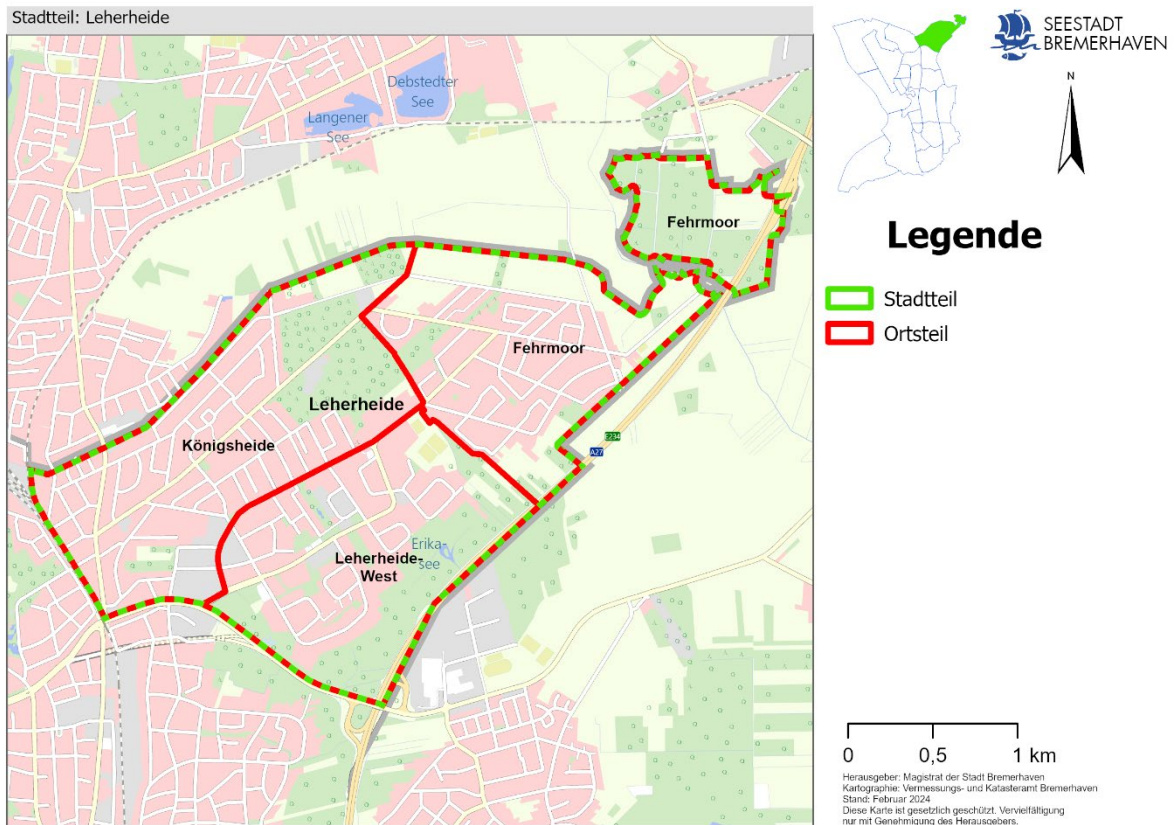 Stadtteil: Leherheide
SEESTADT
BREMERHAVEN
N
Debstedter
See
Langener
See
Fehrmoor
Legende
Stadtteil
Ortsteil
Fehrmoor
Leherheide
Königsheide
E234
A27
Erika-
see
Leherheide-
West
0 0,5 1 km
Herausgeber: Magistrat der Stadt Bremerhaven
Kartographie: Vermessungs- und Katasteramt Bremerhaven
Stand: Februar 2024
Diese Karte ist gesetzlich geschützt. Vervielfältigung
nur mit Genehmigung des Herausgebers.